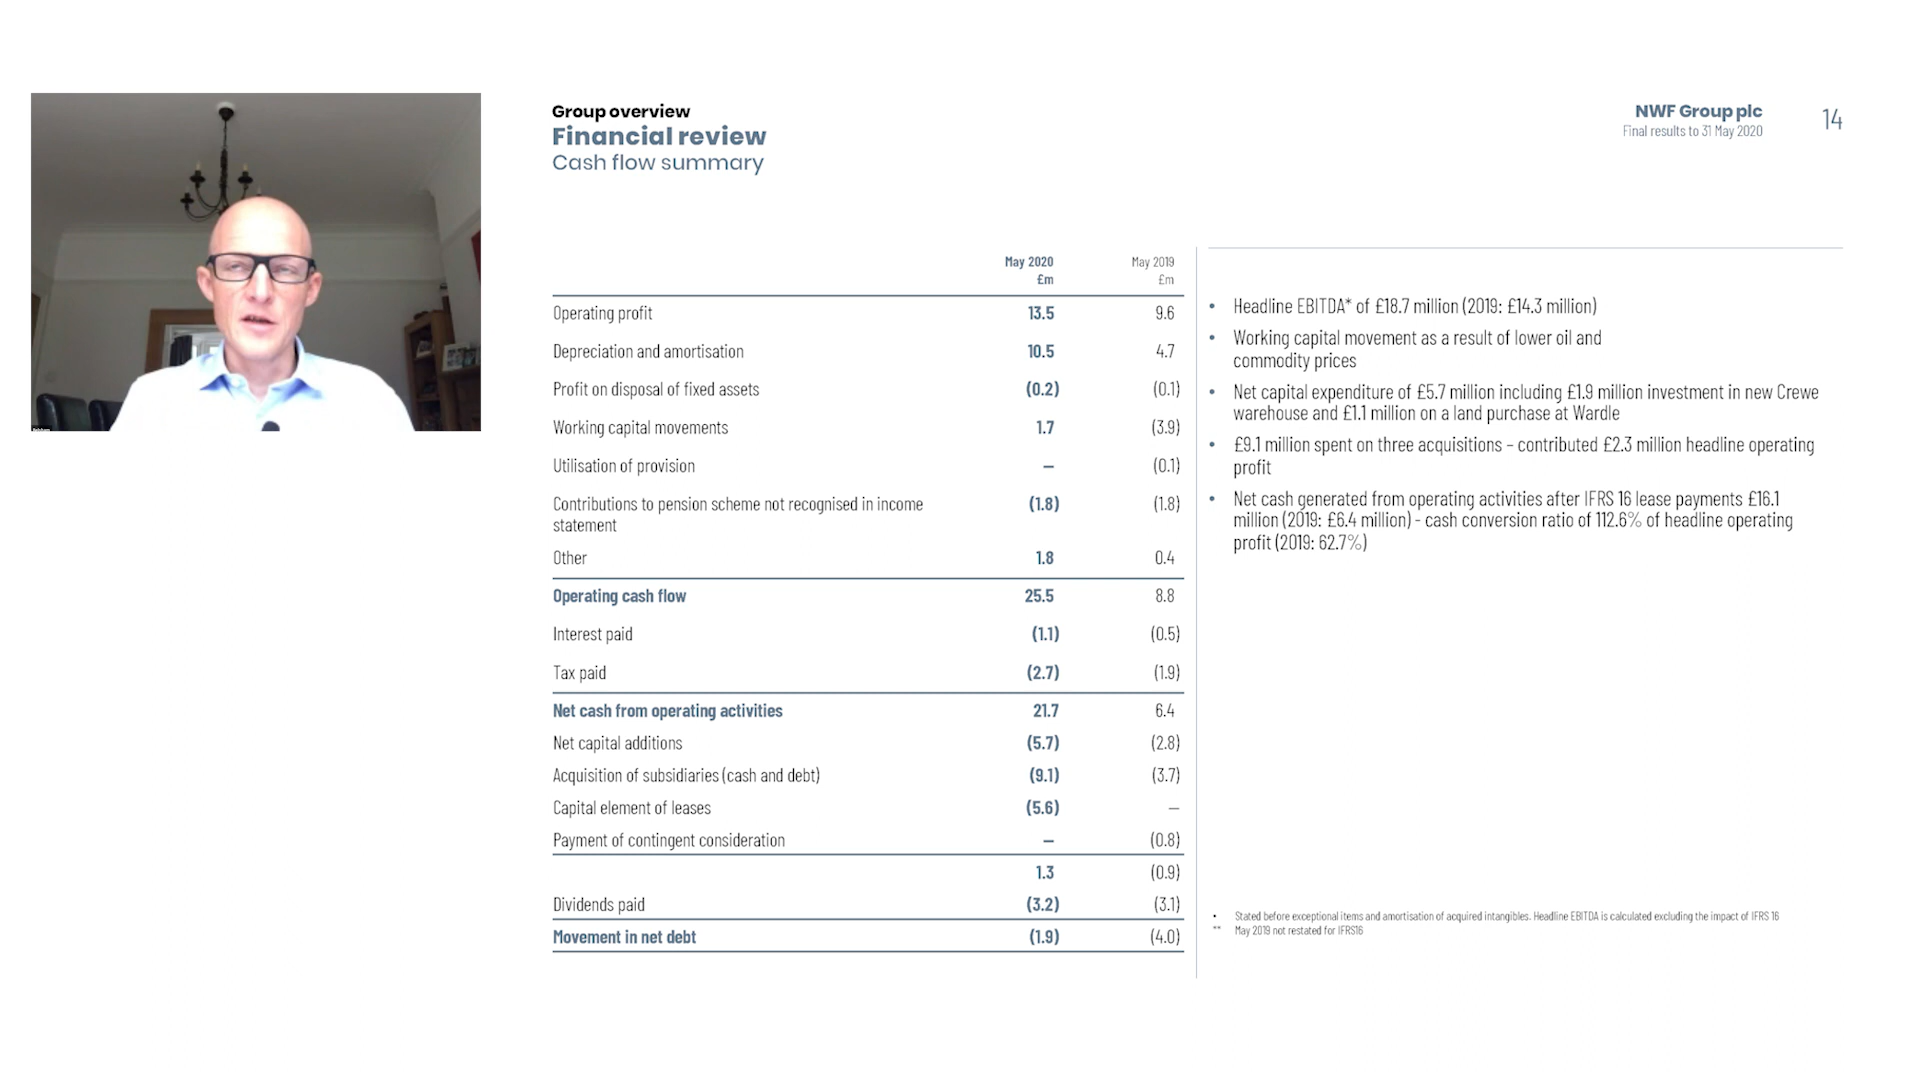 Group overview
Financial review
Cash flow summary
NWF Group plc
Final results to 31 May 2020
14
May 2020 May 2019
£m £m
Operating profit 13.5 9.6
Depreciation and amortisation 10.5 4.7
Profit on disposal of fixed assets (0.2) (0.1)
Working capital movements 1.7 (3.9)
Utilisation of provision – (0.1)
Contributions to pension scheme not recognised in income (1.8) (1.8)
statement
Other 1.8 0.4
Operating cash flow 25.5 8.8
Interest paid (1.1) (0.5)
Tax paid (2.7) (1.9)
Net cash from operating activities 21.7 6.4
Net capital additions (5.7) (2.8)
Acquisition of subsidiaries (cash and debt) (9.1) (3.7)
Capital element of leases (5.6) –
Payment of contingent consideration – (0.8)
1.3 (0.9)
Dividends paid (3.2) (3.1)
Movement in net debt (1.9) (4.0)
• Headline EBITDA* of £18.7 million (2019: £14.3 million)
• Working capital movement as a result of lower oil and
commodity prices
• Net capital expenditure of £5.7 million including £1.9 million investment in new Crewe
warehouse and £1.1 million on a land purchase at Wardle
• £9.1 million spent on three acquisitions – contributed £2.3 million headline operating
profit
• Net cash generated from operating activities after IFRS 16 lease payments £16.1
million (2019: £6.4 million) - cash conversion ratio of 112.6% of headline operating
profit (2019: 62.7%)
• Stated before exceptional items and amortisation of acquired intangibles. Headline EBITDA is calculated excluding the impact of IFRS 16
** May 2019 not restated for IFRS16